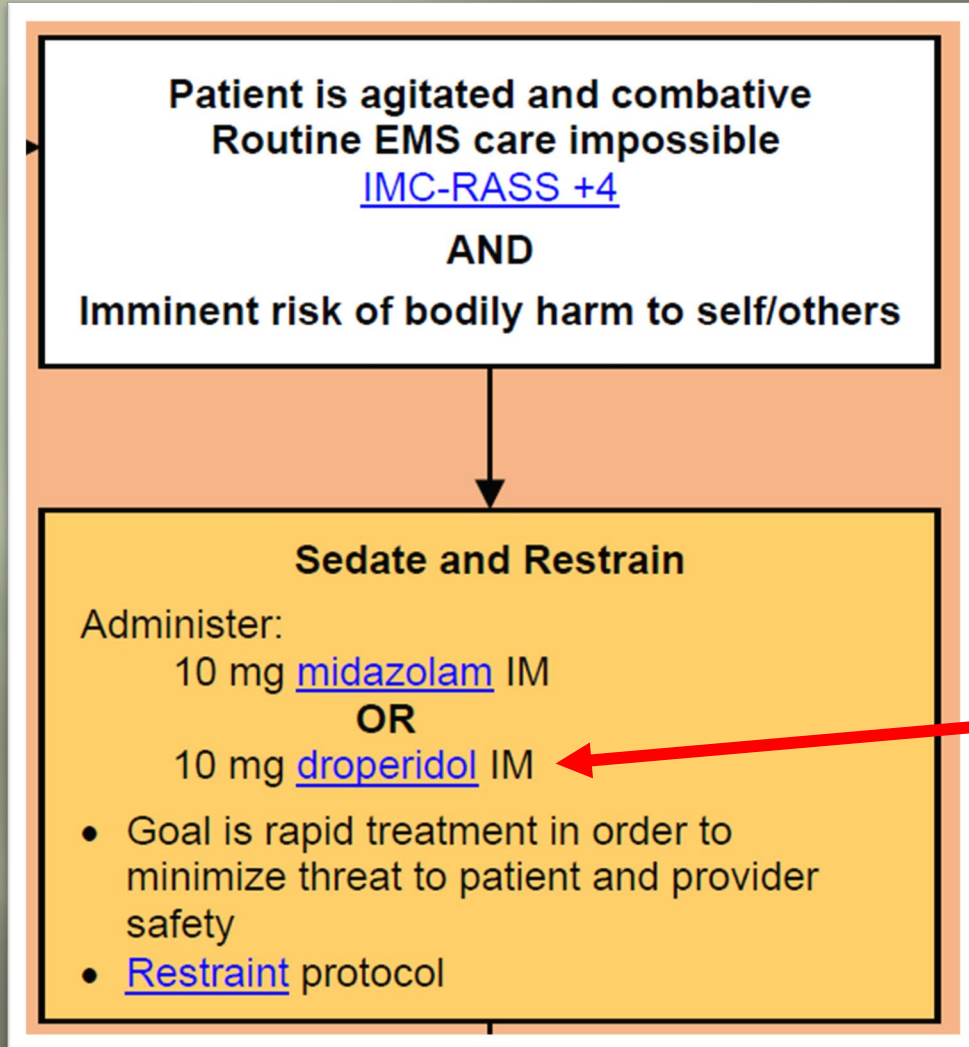 Patient is agitated and combative
Routine EMS care impossible
IMC-RASS +4
AND
Imminent risk of bodily harm to self/others
Sedate and Restrain
Administer:
10 mg midazolam IM
OR
10 mg droperidol IM
• Goal is rapid treatment in order to
minimize threat to patient and provider
safety
• Restraint protocol